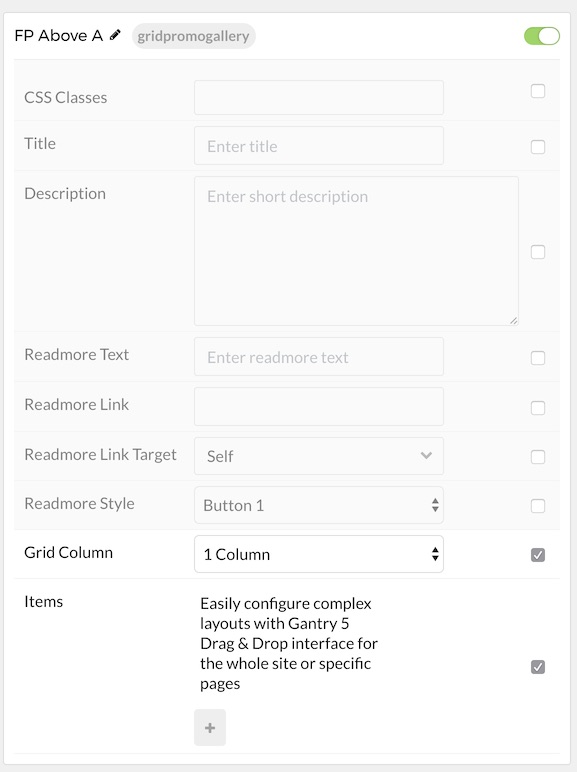 FP Above A gridpromogallery
CSS Classes
Title Enter title
Description Enter short description
Readmore Text Enter readmore text
Readmore Link
Readmore Link Target Self
Readmore Style Button 1
Grid Column 1 Column
Items Easily configure complex
layouts with Gantry 5
Drag & Drop interface for
the whole site or specific
pages
+